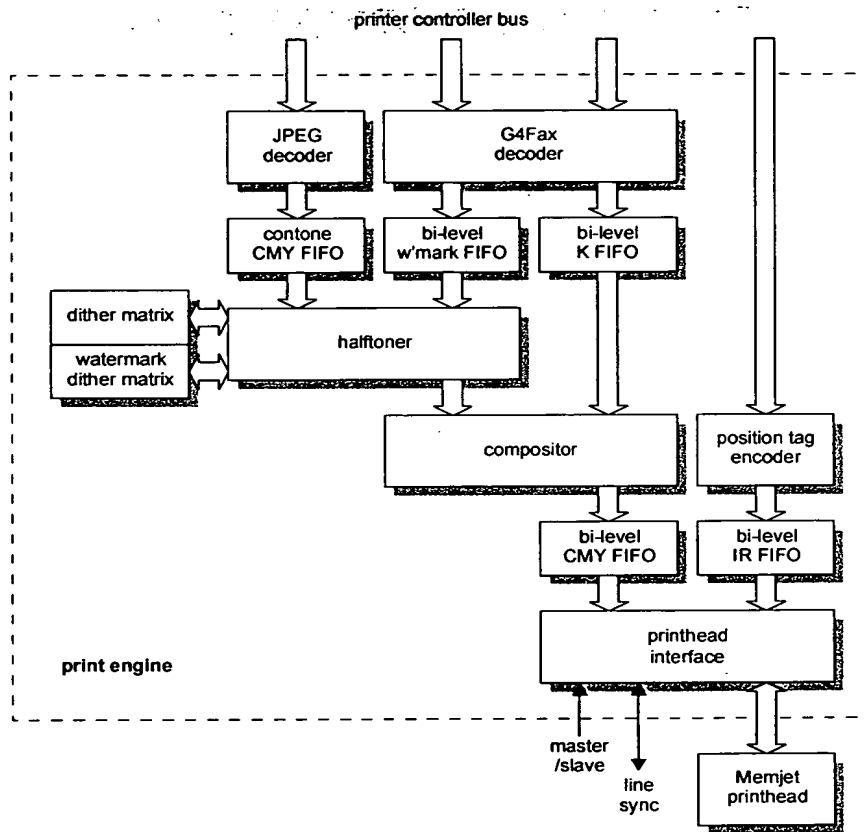 printer controller bus
JPEG
decoder
G4Fax
decoder
contone
CMY FIFO
bi-level
w'mark FIFO
bi-level
K FIFO
dither matrix
watermark
dither matrix
halftoner
compositor
position tag
encoder
bi-level
CMY FIFO
bi-level
IR FIFO
printhead
interface
print engine
master
/slave
line
sync
Memjet
printhead